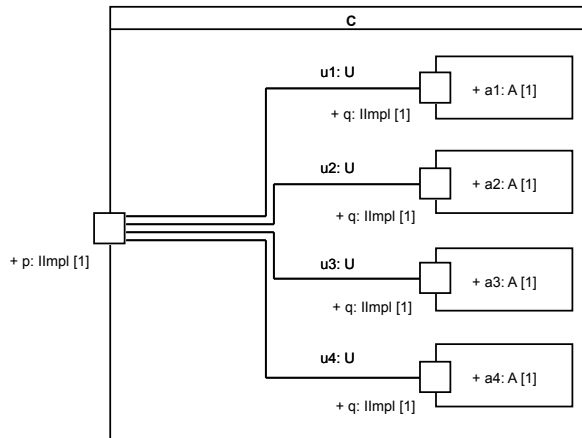 C
u1: U
+ a1: A [1]
+ q: IImpl [1]
u2: U
+ a2: A [1]
+ q: IImpl [1]
+ p: IImpl [1]
u3: U
+ a3: A [1]
+ q: IImpl [1]
u4: U
+ a4: A [1]
+ q: IImpl [1]